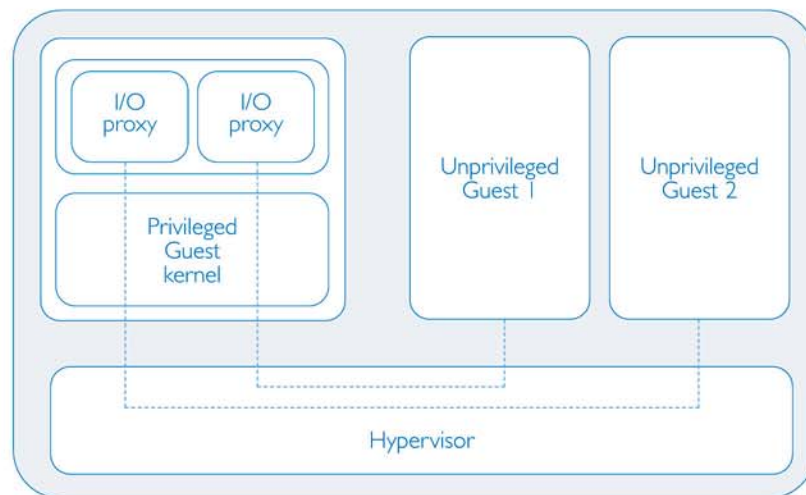 I/O
proxy
I/O
proxy
Privileged
Guest
kernel
Unprivileged
Guest 1
Unprivileged
Guest 2
Hypervisor